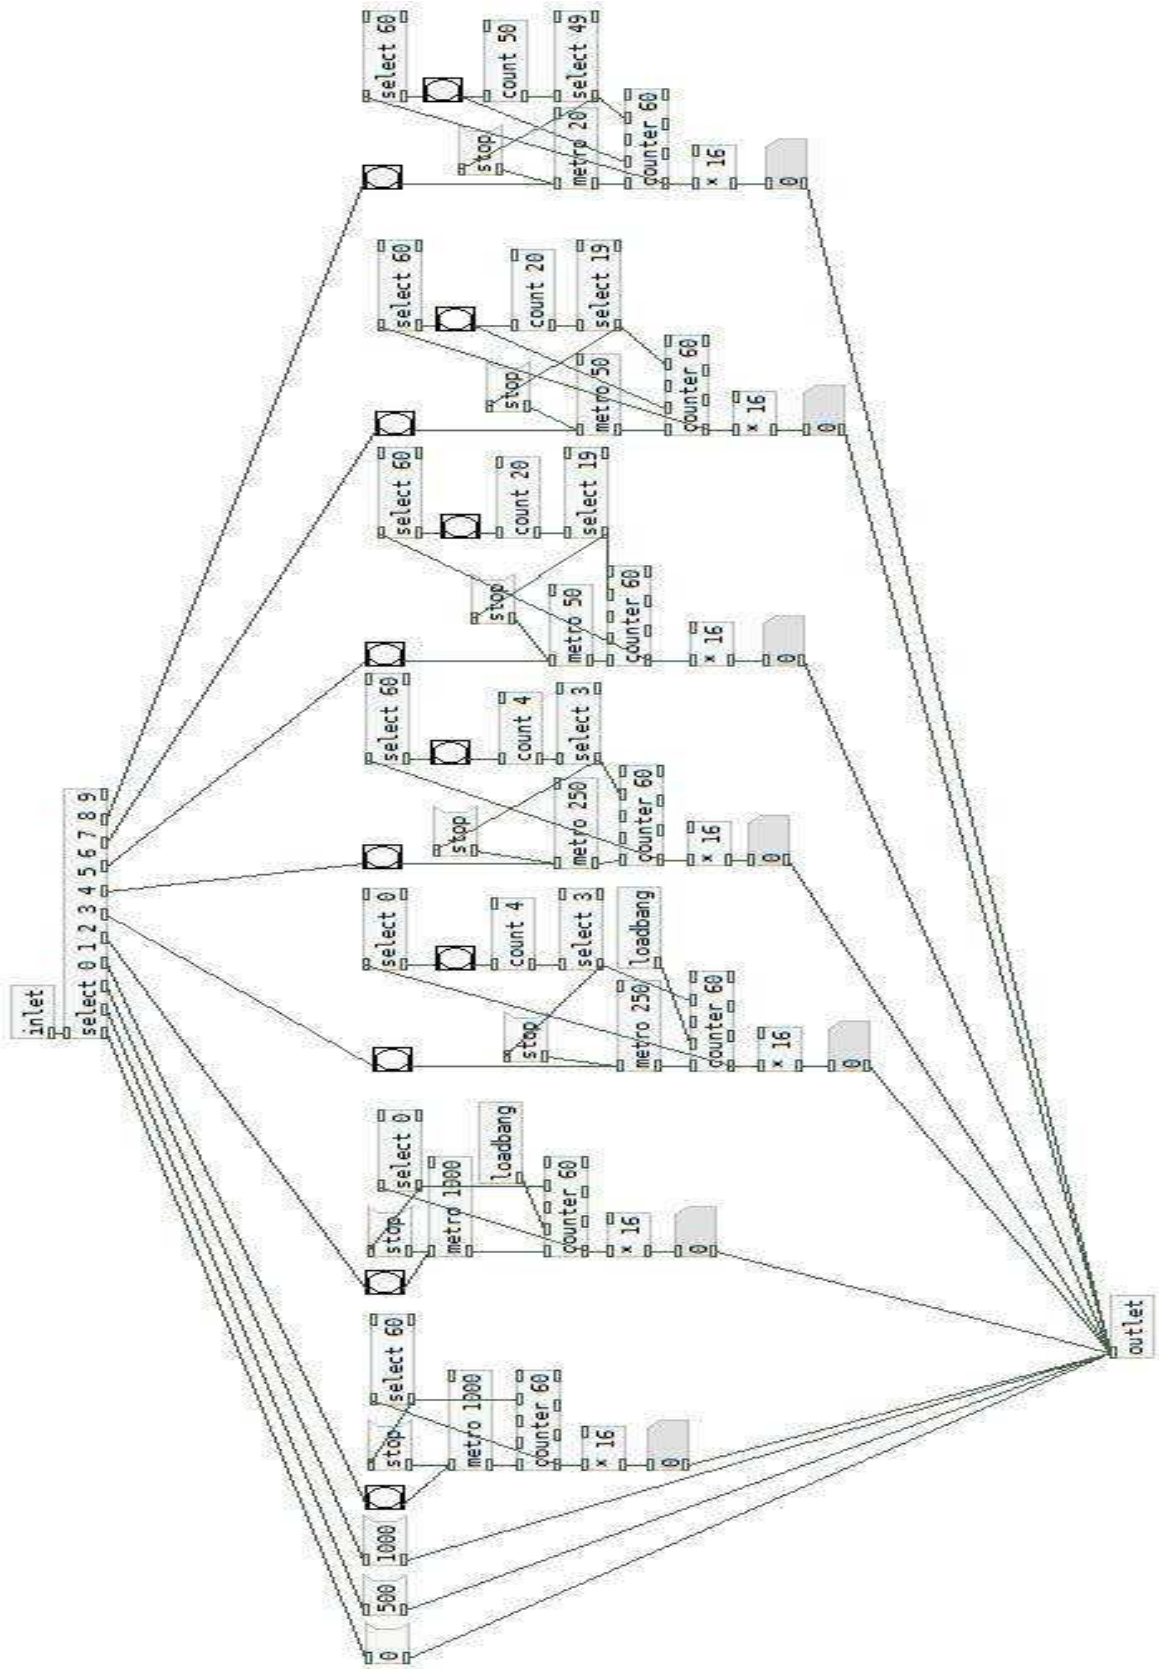 inlet
select 0 1 2 3 4 5 6 7 8 9
0
500
1000
stop
select 60
metro 1000
counter 60
× 16
0
stop
select 0
metro 1000
loadbang
counter 60
× 16
0
select 0
count 4
stop
select 3
metro 250
loadbang
counter 60
× 16
0
select 60
stop
count 4
metro 250
select 3
counter 60
× 16
0
select 60
stop
count 20
metro 50
select 19
counter 60
× 16
0
select 60
stop
count 20
metro 50
select 19
counter 60
× 16
0
select 60
stop
count 50
metro 20
select 49
counter 60
× 16
0
outlet